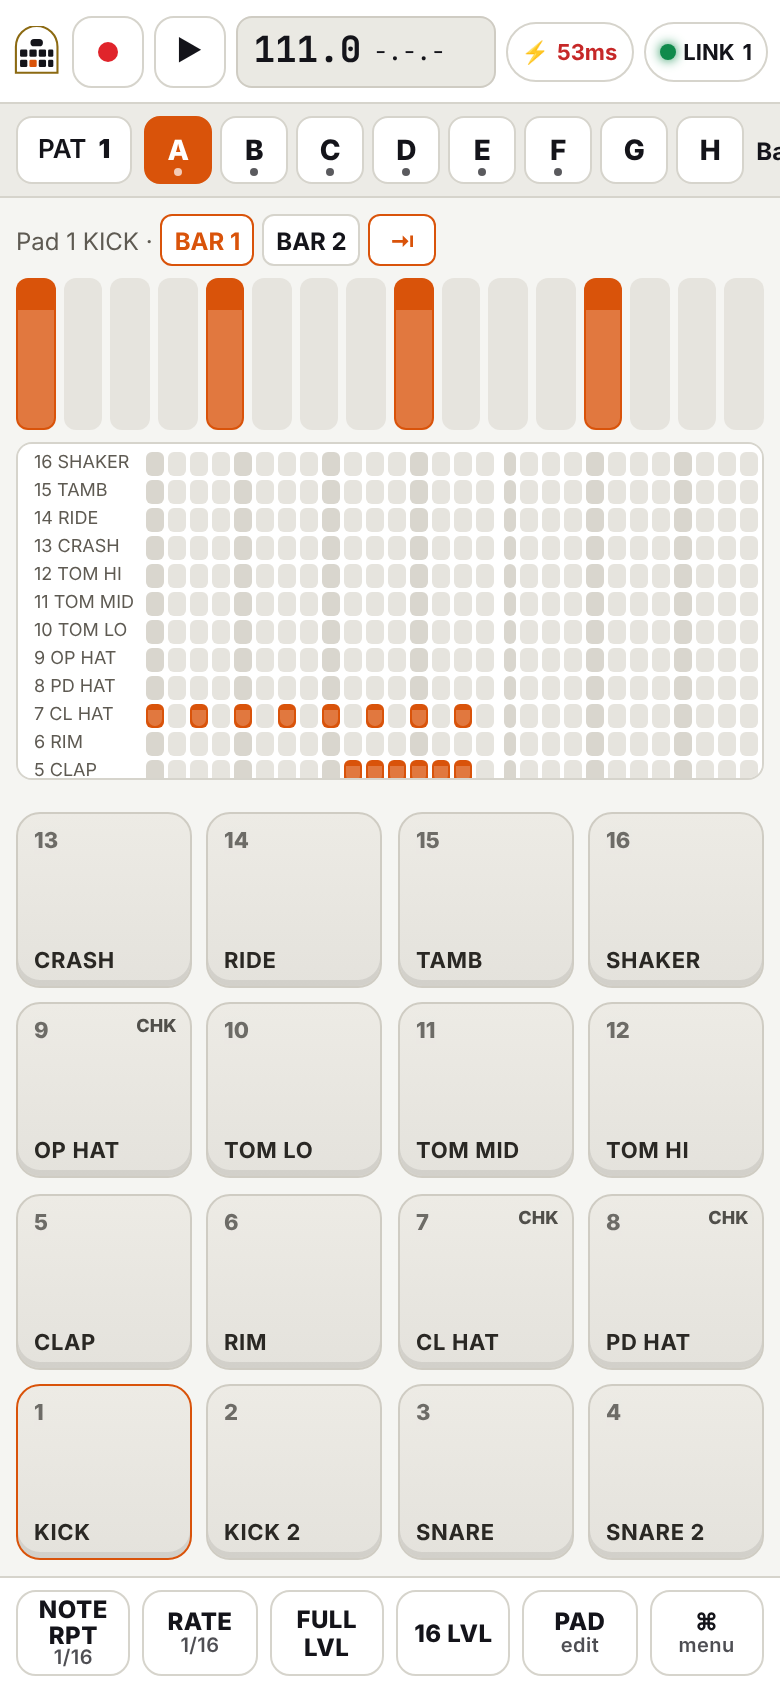 111.0 -.-.- ⚡ 53ms LINK 1
PAT 1 A B C D E F G H Ba
Pad 1 KICK · BAR 1 BAR 2 ⇥
16 SHAKER
15 TAMB
14 RIDE
13 CRASH
12 TOM HI
11 TOM MID
10 TOM LO
9 OP HAT
8 PD HAT
7 CL HAT
6 RIM
5 CLAP
13 14 15 16
CRASH RIDE TAMB SHAKER
9 CHK 10 11 12
OP HAT TOM LO TOM MID TOM HI
5 6 7 CHK 8 CHK
CLAP RIM CL HAT PD HAT
1 2 3 4
KICK KICK 2 SNARE SNARE 2
NOTE
RPT
1/16
RATE
1/16
FULL
LVL
16 LVL
PAD
edit
⌘
menu